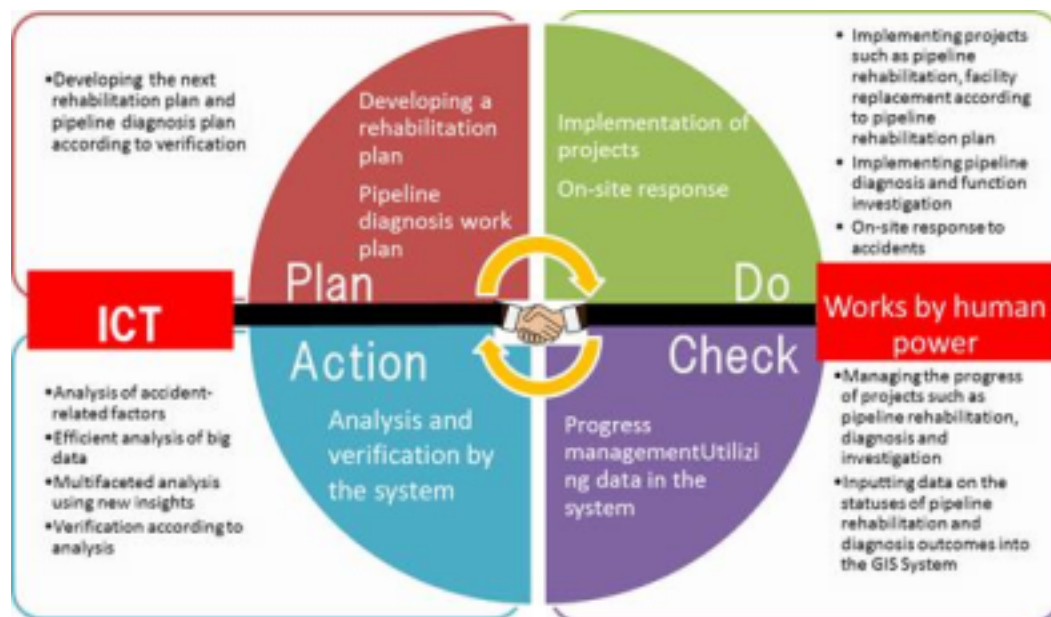 •Developing the next
rehabilitation plan and
pipeline diagnosis plan
according to verification
Developing a
rehabilitation
plan
Pipeline
diagnosis work
plan
Plan
Implementation of
projects
On-site response
Do
• Implementing projects
such as pipeline
rehabilitation, facility
replacement according
to pipeline
rehabilitation plan
• Implementing pipeline
diagnosis and function
investigation
• On-site response to
accidents
ICT
Works by human
power
Action
Analysis and
verification by
the system
•Analysis of accident-
related factors
•Efficient analysis of big
data
•Multifaceted analysis
using new insights
•Verification according to
analysis
Check
Progress
managementUtilizi
ng data in the
system
•Managing the progress
of projects such as
pipeline rehabilitation,
diagnosis and
investigation
•Inputting data on the
statuses of pipeline
rehabilitation and
diagnosis outcomes into
the GIS System